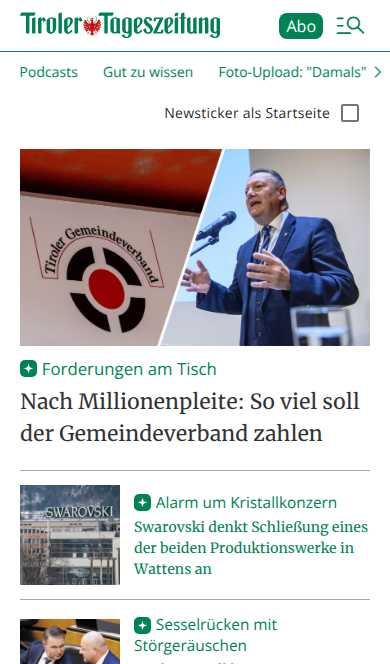 Tiroler Tageszeitung
Abo
Podcasts Gut zu wissen Foto-Upload: "Damals"
Newsticker als Startseite
Tiroler Gemeindeverband
Forderungen am Tisch
Nach Millionenpleite: So viel soll
der Gemeindeverband zahlen
SWAROVSKI
Alarm um Kristallkonzern
Swarovski denkt Schließung eines
der beiden Produktionswerke in
Wattens an
Sesselrücken mit
Störgeräuschen